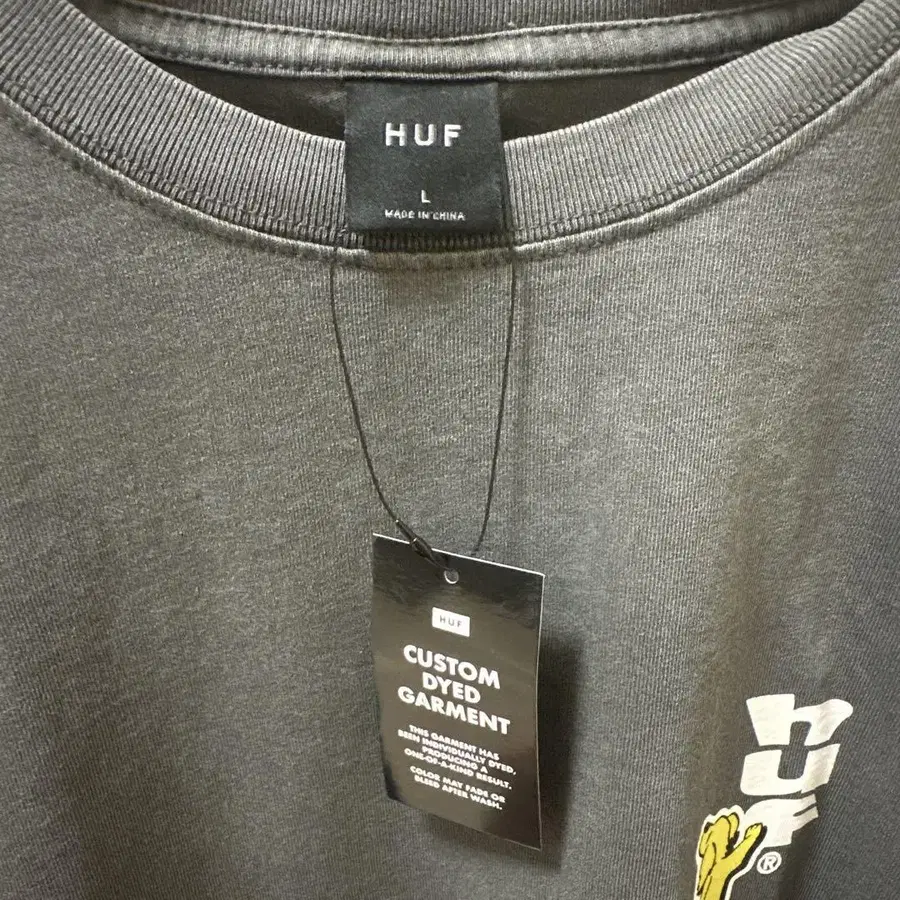 HUF
L
MADE IN CHINA
HUF
CUSTOM
DYED
GARMENT
THIS GARMENT HAS
BEEN INDIVIDUALLY DYED,
PRODUCING A
ONE-OF-A-KIND RESULT.
COLOR MAY FADE OR
BLEED AFTER WASH.
hUF
®